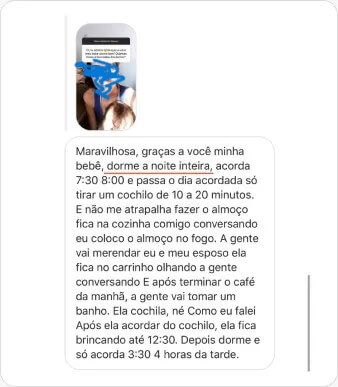 Maravilhosa, graças a você minha
bebê, dorme a noite inteira, acorda
7:30 8:00 e passa o dia acordada só
tirar um cochilo de 10 a 20 minutos.
E não me atrapalha fazer o almoço
fica na cozinha comigo conversando
eu coloco o almoço no fogo. A gente
vai merendar eu e meu esposo ela
fica no carrinho olhando a gente
conversando E após terminar o café
da manhã, a gente vai tomar um
banho. Ela cochila, né Como eu falei
Após ela acordar do cochilo, ela fica
brincando até 12:30. Depois dorme e
só acorda 3:30 4 horas da tarde.